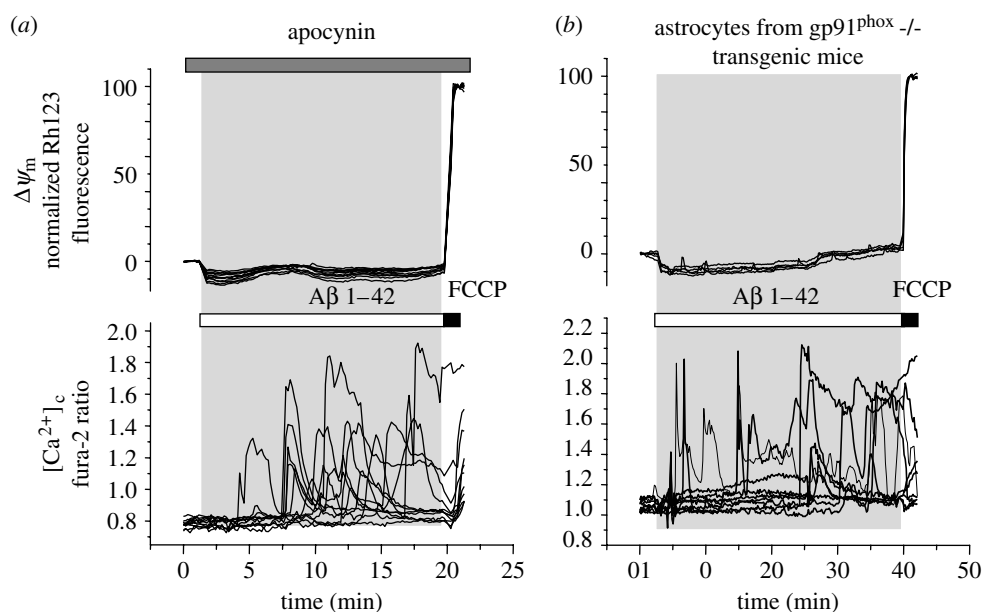 (a)
apocynin
100
50
0
Δψm
normalized Rh123
fluorescence
Aβ 1–42
FCCP
2.0
1.8
1.6
1.4
1.2
1.0
0.8
[Ca2+]c
fura-2 ratio
0 5 10 15 20 25
time (min)
(b)
astrocytes from gp91phox -/-
transgenic mice
100
50
0
Aβ 1–42
FCCP
2.2
2.0
1.8
1.6
1.4
1.2
1.0
0.8
01 0 20 30 40 50
time (min)